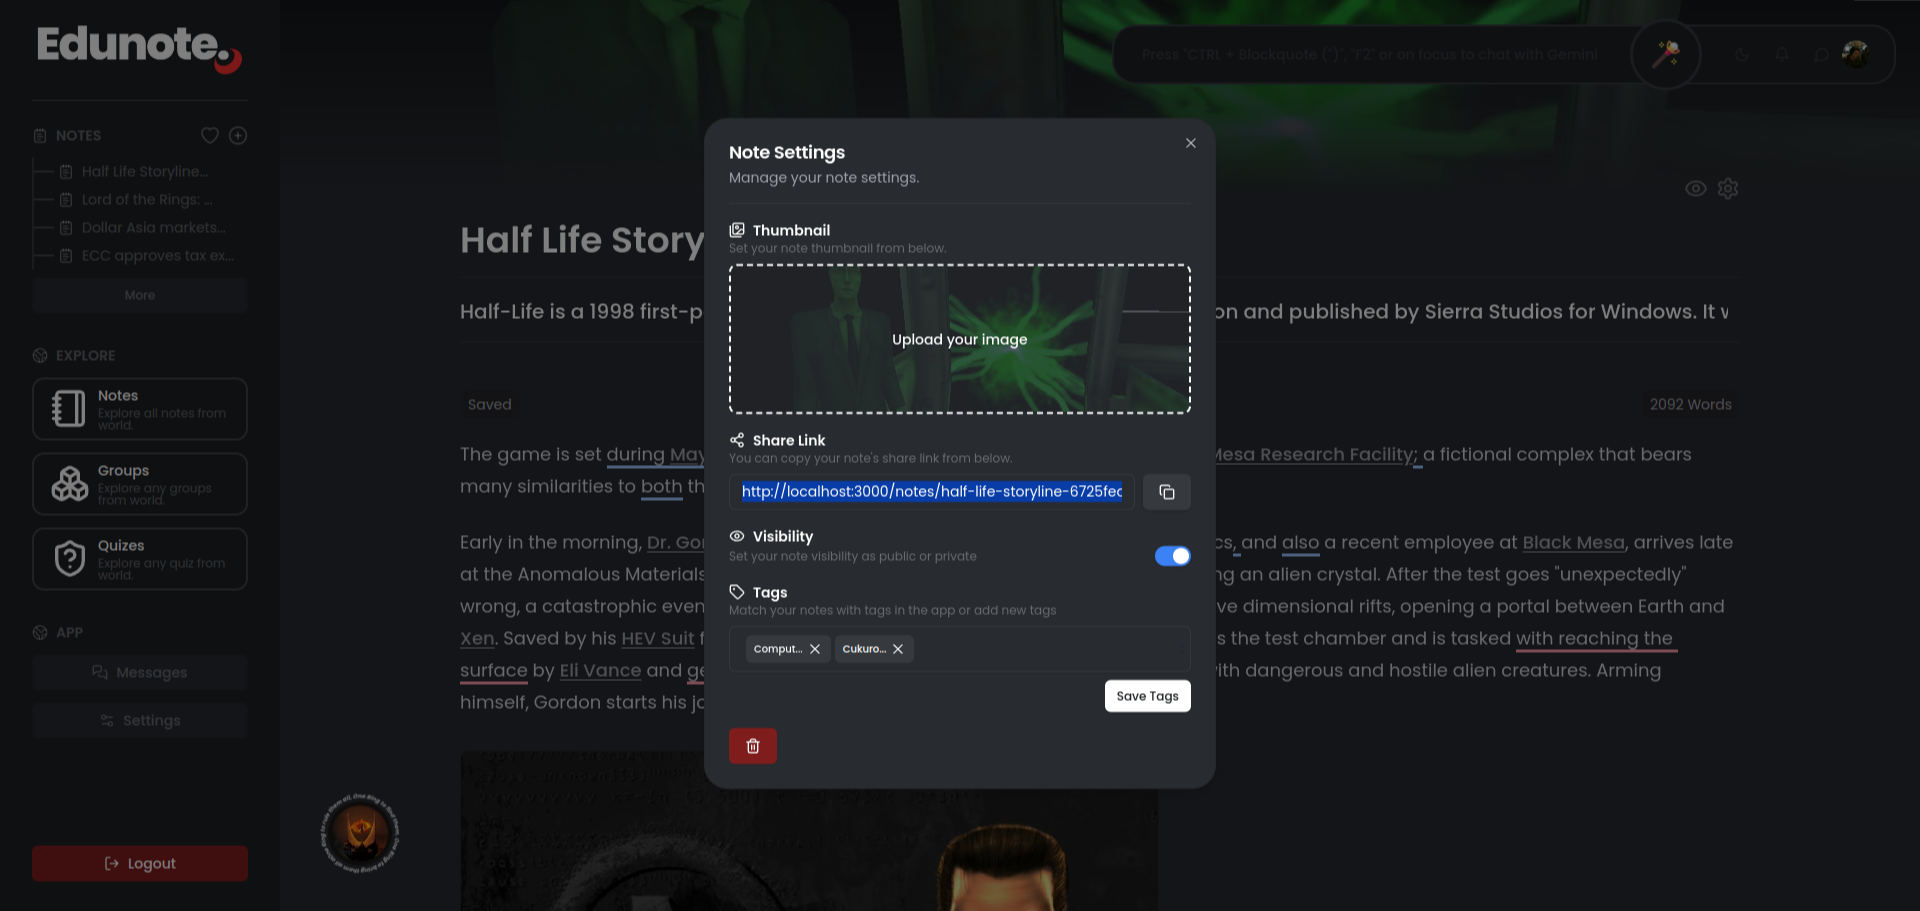 Edunote.
Press "CTRL + Blockquote (")", "F2" or on focus to chat with Gemini
NOTES
Half Life Storyline...
Lord of the Rings: ...
Dollar Asia markets...
ECC approves tax ex...
More
EXPLORE
Notes
Explore all notes from
world.
Groups
Explore any groups
from world.
Quizes
Explore any quiz from
world.
APP
Messages
Settings
Logout
Half Life Story
Half-Life is a 1998 first-p
on and published by Sierra Studios for Windows. It
Saved
2092 Words
The game is set during May
Mesa Research Facility; a fictional complex that bears
many similarities to both th
Early in the morning, Dr. Gor
cs, and also a recent employee at Black Mesa, arrives late
at the Anomalous Materials
ng an alien crystal. After the test goes "unexpectedly"
wrong, a catastrophic even
ve dimensional rifts, opening a portal between Earth and
Xen. Saved by his HEV Suit f
s the test chamber and is tasked with reaching the
surface by Eli Vance and ge
ith dangerous and hostile alien creatures. Arming
himself, Gordon starts his jo
Note Settings
Manage your note settings.
Thumbnail
Set your note thumbnail from below.
Upload your image
Share Link
You can copy your note's share link from below.
http://localhost:3000/notes/half-life-storyline-6725fec
Visibility
Set your note visibility as public or private
Tags
Match your notes with tags in the app or add new tags
Comput...
Cukuro...
Save Tags